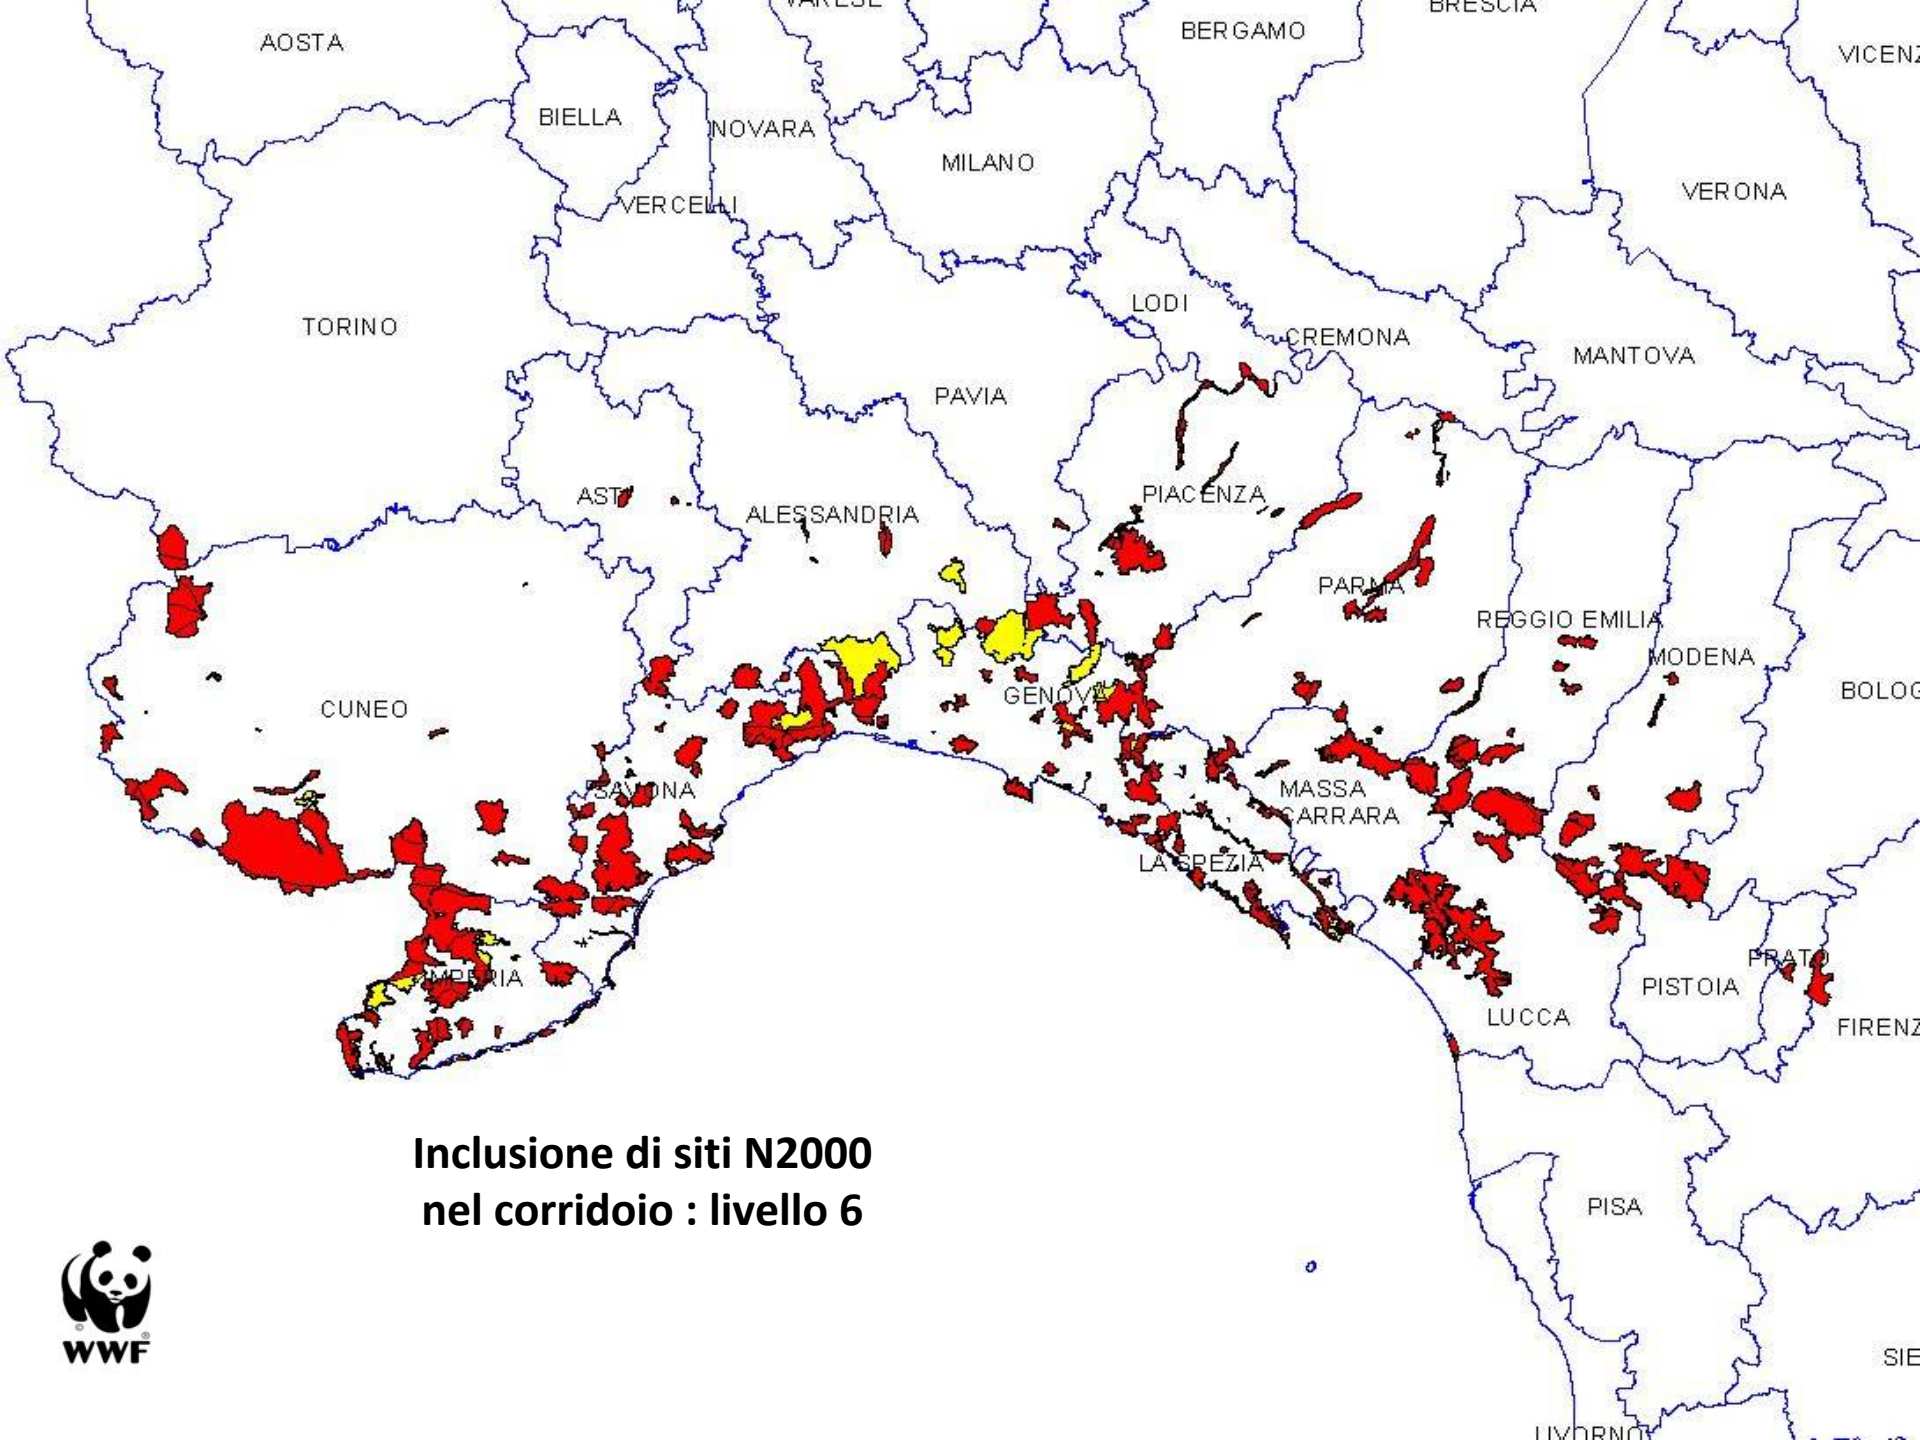 VARESE
BRESCIA
AOSTA
BERGAMO
VICENZ
BIELLA
NOVARA
MILANO
VERCELLI
VERONA
LODI
TORINO
CREMONA
MANTOVA
PAVIA
ASTI
PIACENZA
ALESSANDRIA
PARMA
REGGIO EMILIA
MODENA
GENOVA
BOLOG
CUNEO
SAVONA
MASSA
CARRARA
LA SPEZIA
PRATO
IMPERIA
PISTOIA
LUCCA
FIRENZ
Inclusione di siti N2000
nel corridoio : livello 6
PISA
©
®
WWF
SIE
LIVORNO